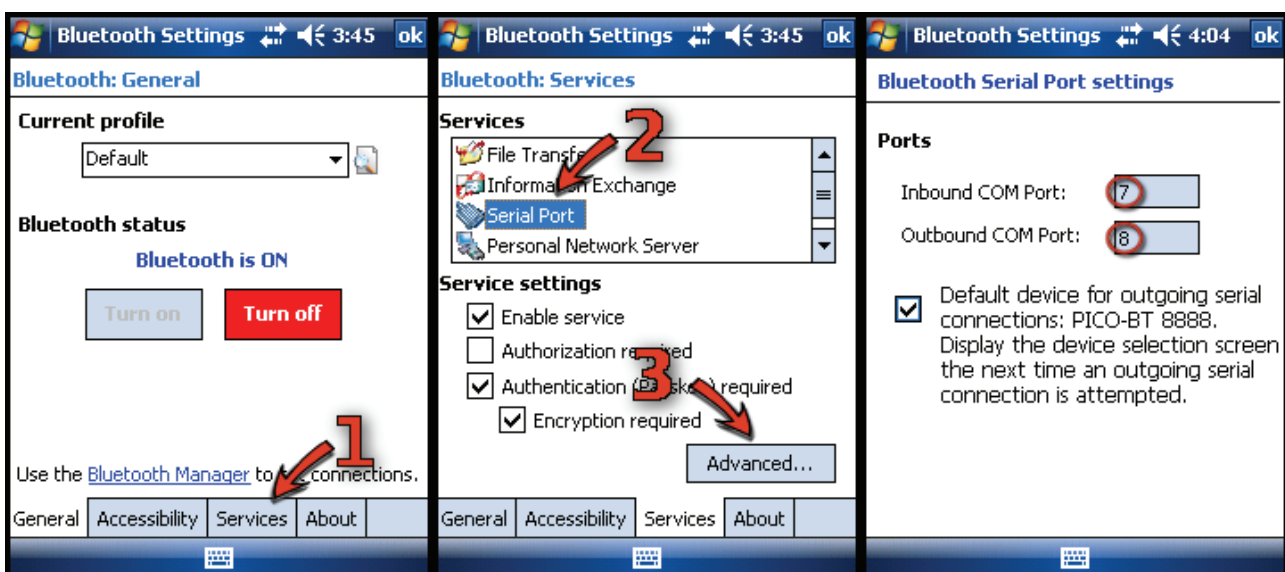 Bluetooth Settings 3:45 ok
Bluetooth: General
Current profile
Default
Bluetooth status
Bluetooth is ON
Turn on Turn off
1
Use the Bluetooth Manager to connections.
General Accessibility Services About
Bluetooth Settings 3:45 ok
Bluetooth: Services
Services
2
File Transfer
Information Exchange
Serial Port
Personal Network Server
Service settings
Enable service
Authorization required
3
Authentication (Passkey) required
Encryption required
Advanced...
General Accessibility Services About
Bluetooth Settings 4:04 ok
Bluetooth Serial Port settings
Ports
Inbound COM Port: 7
Outbound COM Port: 8
Default device for outgoing serial
connections: PICO-BT 8888.
Display the device selection screen
the next time an outgoing serial
connection is attempted.